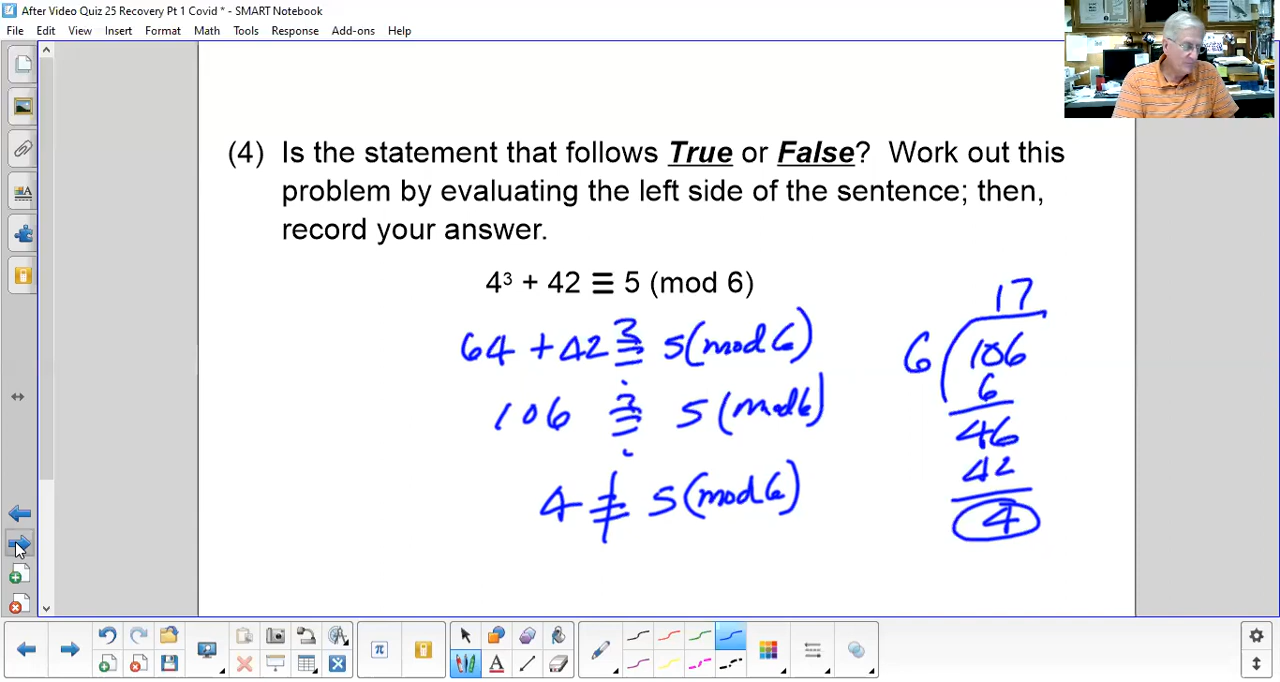 After Video Quiz 25 Recovery Pt 1 Covid * - SMART Notebook
File Edit View Insert Format Math Tools Response Add-ons Help
(4) Is the statement that follows True or False? Work out this
problem by evaluating the left side of the sentence; then,
record your answer.
4³ + 42 ≡ 5 (mod 6)
64 + 42 ≟ 5 (mod 6)
106 ≟ 5 (mod 6)
4 ≢ 5 (mod 6)
17
6 106
6
46
42
4
π
A